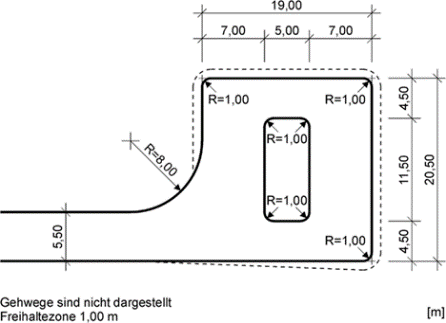 19,00
7,00 5,00 7,00
R=1,00 R=1,00
4,50
R=1,00
R=8,00
11,50
20,50
R=1,00
5,50
R=1,00
4,50
Gehwege sind nicht dargestellt
Freihaltezone 1,00 m
[m]